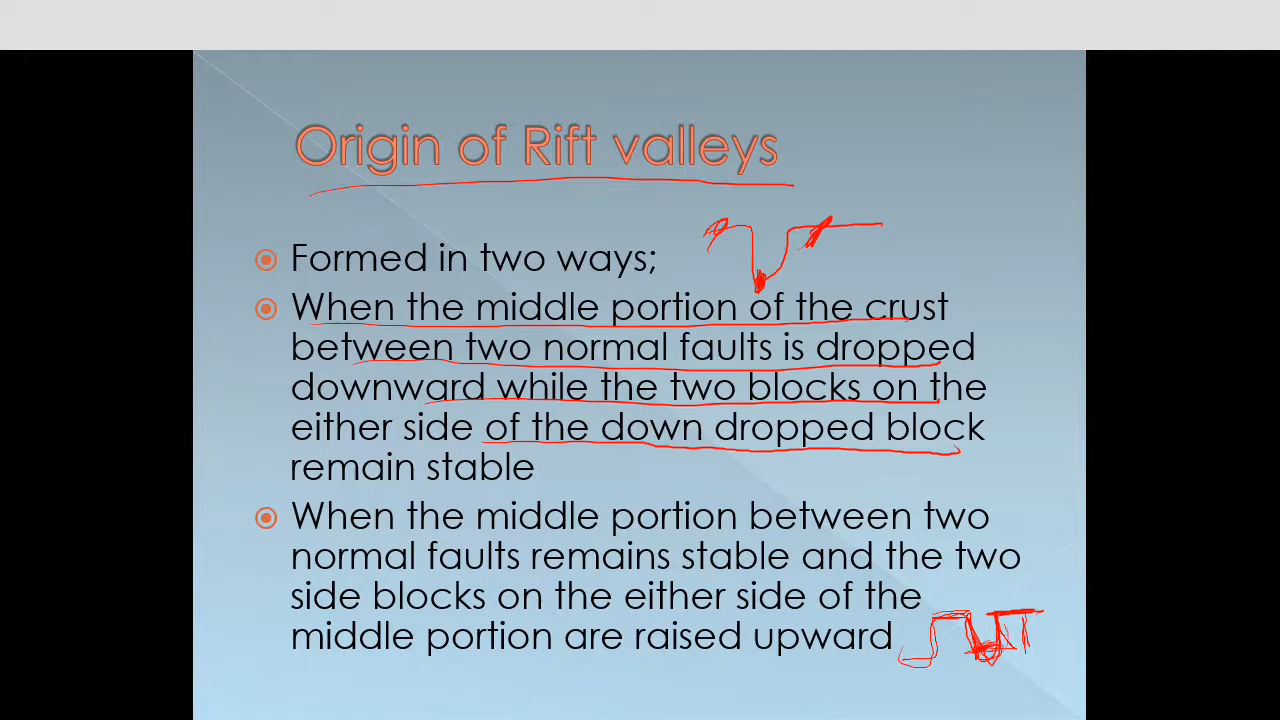 Origin of Rift valleys
Formed in two ways;
When the middle portion of the crust
between two normal faults is dropped
downward while the two blocks on the
either side of the down dropped block
remain stable
When the middle portion between two
normal faults remains stable and the two
side blocks on the either side of the
middle portion are raised upward